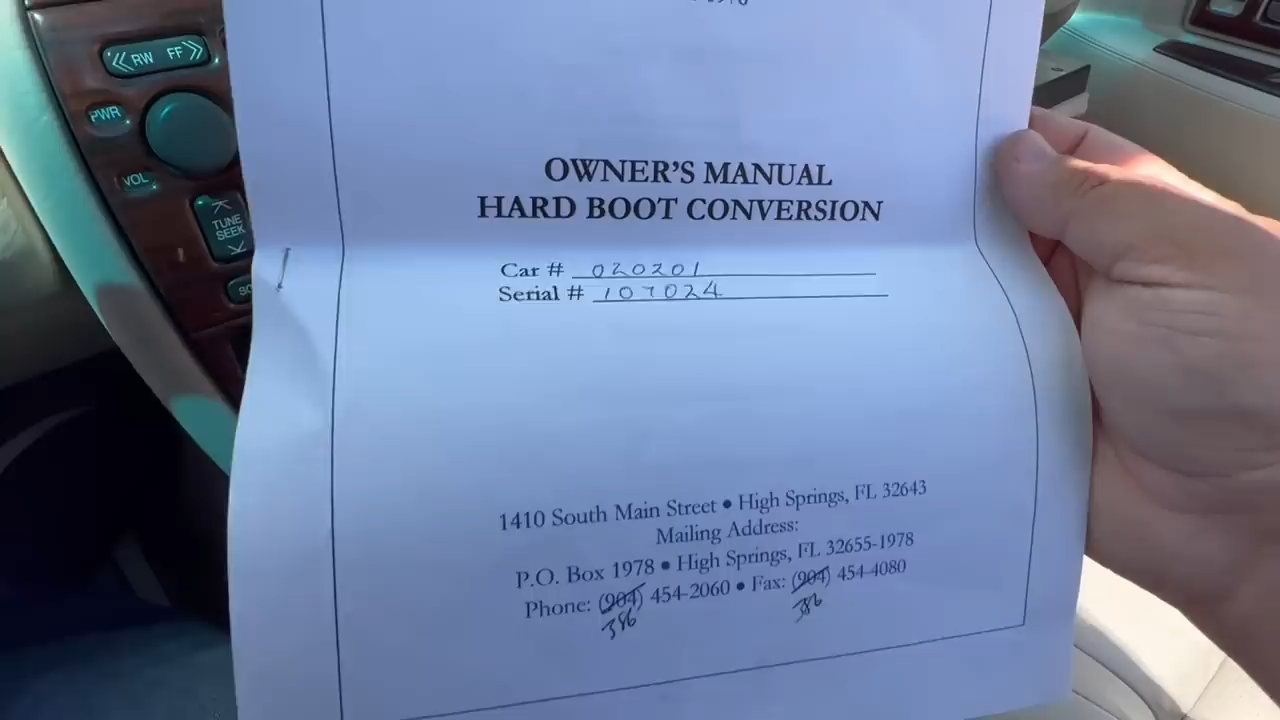 RW FF
PWR
VOL
TUNE
SEEK
OWNER'S MANUAL
HARD BOOT CONVERSION
Car # 020201
Serial # 107024
1410 South Main Street • High Springs, FL 32643
Mailing Address:
P.O. Box 1978 • High Springs, FL 32655-1978
Phone: (904) 454-2060 • Fax: (904) 454-4080
386 386